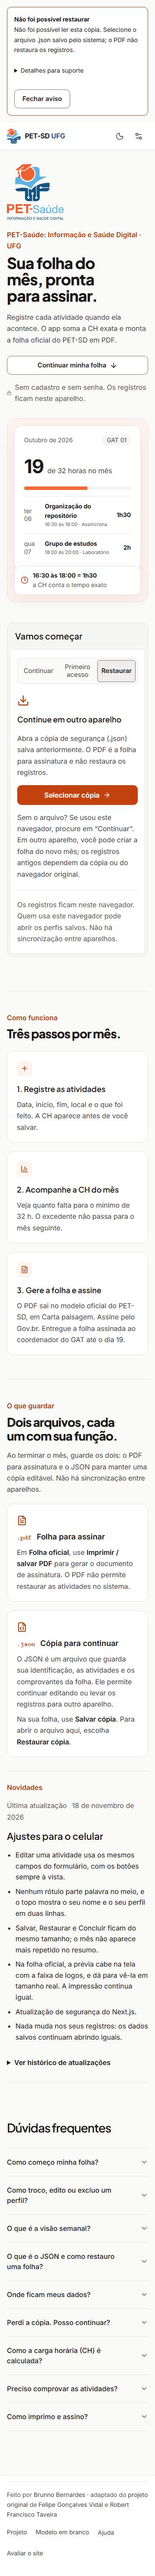 Não foi possível restaurar
Não foi possível ler esta cópia. Selecione o
arquivo .json salvo pelo sistema; o PDF não
restaura os registros.
Detalhes para suporte
Fechar aviso
PET-SD UFG
PET-Saúde
INFORMAÇÃO E SAÚDE DIGITAL
PET-Saúde: Informação e Saúde Digital ·
UFG
Sua folha do
mês, pronta
para assinar.
Registre cada atividade quando ela
acontece. O app soma a CH exata e monta
a folha oficial do PET-SD em PDF.
Continuar minha folha
Sem cadastro e sem senha. Os registros
ficam neste aparelho.
Outubro de 2026 GAT 01
19 de 32 horas no mês
ter 06 Organização do repositório 1h30
16:30 às 18:00 · Assíncrona
qua 07 Grupo de estudos 2h
18:00 às 20:00 · Laboratório
16:30 às 18:00 = 1h30
a CH conta o tempo exato
Vamos começar
Continuar Primeiro acesso Restaurar
Continue em outro aparelho
Abra a cópia de segurança (.json)
salva anteriormente. O PDF é a folha
para assinatura e não restaura os
registros.
Selecionar cópia
Sem o arquivo? Se usou este
navegador, procure em “Continuar”.
Em outro aparelho, você pode criar a
folha do novo mês; os registros
antigos dependem da cópia ou do
navegador original.
Os registros ficam neste navegador.
Quem usa este navegador pode
abrir os perfis salvos. Não há
sincronização entre aparelhos.
Como funciona
Três passos por mês.
1. Registre as atividades
Data, início, fim, local e o que foi
feito. A CH aparece antes de você
salvar.
2. Acompanhe a CH do mês
Veja quanto falta para o mínimo de
32 h. O excedente não passa para o
mês seguinte.
3. Gere a folha e assine
O PDF sai no modelo oficial do PET-
SD, em Carta paisagem. Assine pelo
Gov.br. Entregue a folha assinada ao
coordenador do GAT até o dia 19.
O que guardar
Dois arquivos, cada
um com sua função.
Ao terminar o mês, guarde os dois: o PDF
para assinatura e o JSON para manter uma
cópia editável. Não há sincronização entre
aparelhos.
.pdf Folha para assinar
Em Folha oficial, use Imprimir /
salvar PDF para gerar o documento
de assinatura. O PDF não permite
restaurar as atividades no sistema.
.json Cópia para continuar
O JSON é um arquivo que guarda
sua identificação, as atividades e os
comprovantes da folha. Ele permite
continuar editando ou levar os
registros para outro aparelho.
Na sua folha, use Salvar cópia. Para
abrir o arquivo aqui, escolha
Restaurar cópia.
Novidades
Última atualização 18 de novembro de
2026
Ajustes para o celular
Editar uma atividade usa os mesmos
campos do formulário, com os botões
sempre à vista.
Nenhum rótulo parte palavra no meio, e
o topo mostra o seu nome e o seu perfil
em duas linhas.
Salvar, Restaurar e Concluir ficam do
mesmo tamanho; o mês não aparece
mais repetido no resumo.
Na folha oficial, a prévia cabe na tela
com a faixa de logos, e dá para vê-la em
tamanho real. A impressão continua
igual.
Atualização de segurança do Next.js.
Nada muda nos seus registros: os dados
salvos continuam abrindo iguais.
Ver histórico de atualizações
Dúvidas frequentes
Como começo minha folha?
Como troco, edito ou excluo um
perfil?
O que é a visão semanal?
O que é o JSON e como restauro
uma folha?
Onde ficam meus dados?
Perdi a cópia. Posso continuar?
Como a carga horária (CH) é
calculada?
Preciso comprovar as atividades?
Como imprimo e assino?
Feito por Brunno Bernardes · adaptado do projeto
original de Felipe Gonçalves Vidal e Robert
Francisco Taveira
Projeto Modelo em branco Ajuda
Avaliar o site